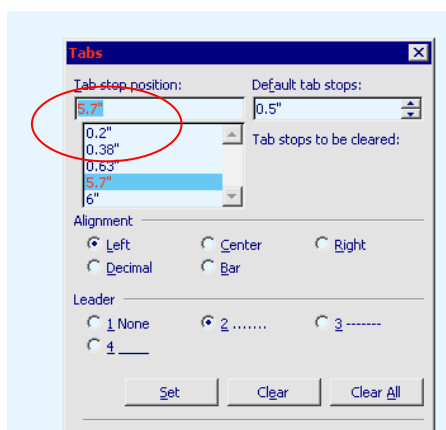 Tabs
Tab stop position: Default tab stops:
5.7" 0.5"
0.2" Tab stops to be cleared:
0.38"
0.63"
5.7"
6"
Alignment
Left Center Right
Decimal Bar
Leader
1 None 2 ....... 3 -------
4 ____
Set Clear Clear All